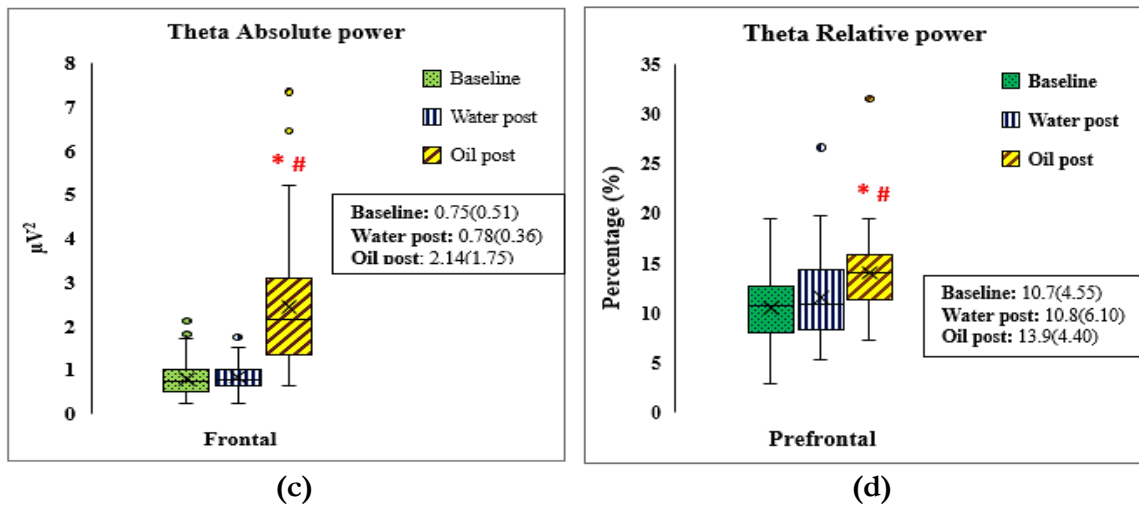 Theta Absolute power
8
7
6
5
4
3
2
1
0
µV²
Baseline
Water post
Oil post
* #
Baseline: 0.75(0.51)
Water post: 0.78(0.36)
Oil post: 2.14(1.75)
Frontal
(c)
Theta Relative power
35
30
25
20
15
10
5
0
Percentage (%)
Baseline
Water post
Oil post
* #
Baseline: 10.7(4.55)
Water post: 10.8(6.10)
Oil post: 13.9(4.40)
Prefrontal
(d)